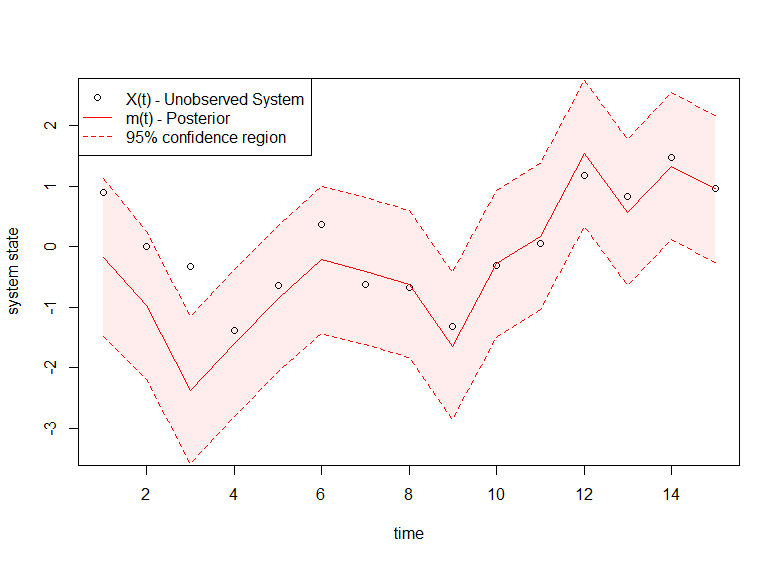 X(t) - Unobserved System
m(t) - Posterior
95% confidence region
system state
2
1
0
-1
-2
-3
2 4 6 8 10 12 14
time